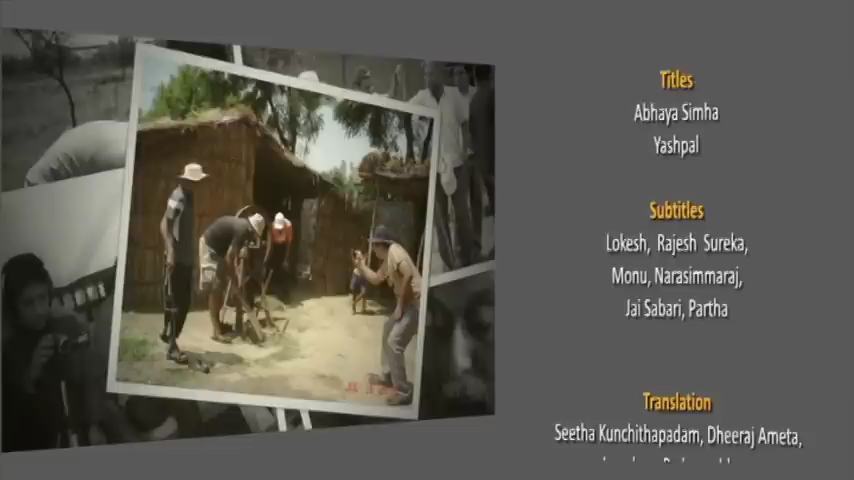 Titles
Abhaya Simha
Yashpal
Subtitles
Lokesh, Rajesh Sureka,
Monu, Narasimmaraj,
Jai Sabari, Partha
Translation
Seetha Kunchithapadam, Dheeraj Ameta,